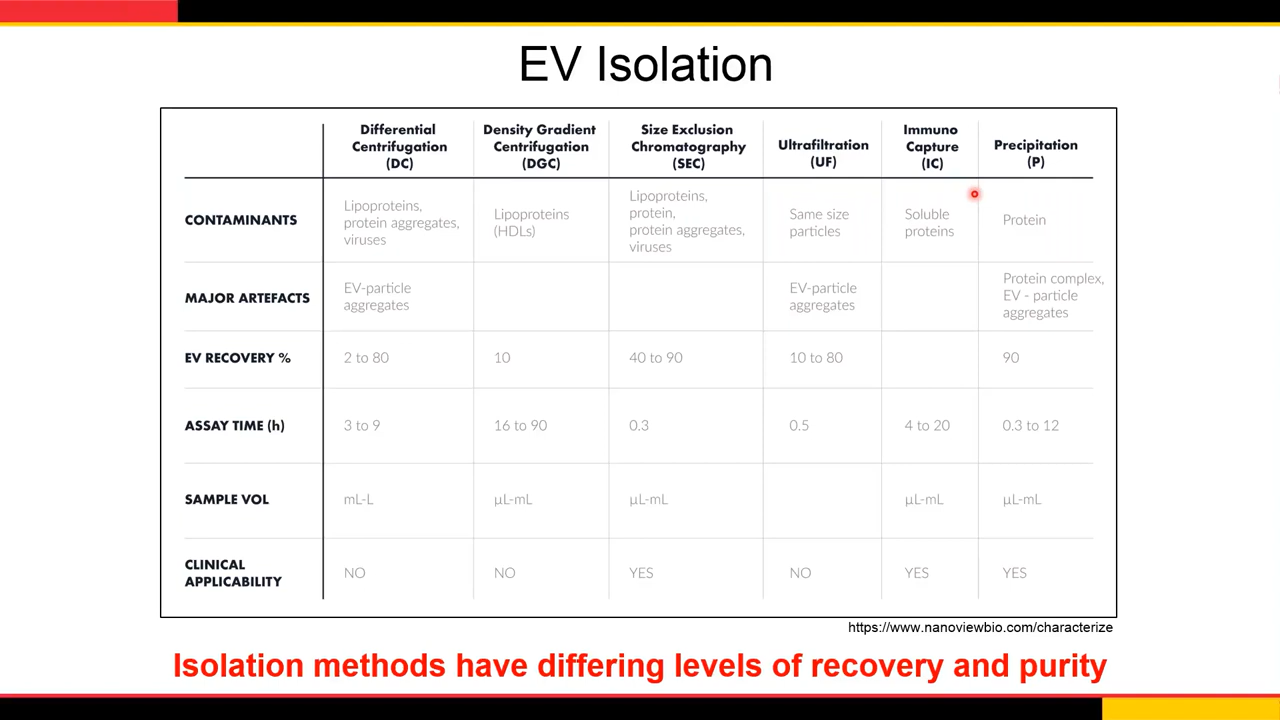 EV Isolation
Differential
Centrifugation
(DC)
Density Gradient
Centrifugation
(DGC)
Size Exclusion
Chromatography
(SEC)
Ultrafiltration
(UF)
Immuno
Capture
(IC)
Precipitation
(P)
CONTAMINANTS
Lipoproteins,
protein aggregates,
viruses
Lipoproteins
(HDLs)
Lipoproteins,
protein,
protein aggregates,
viruses
Same size
particles
Soluble
proteins
Protein
MAJOR ARTEFACTS
EV-particle
aggregates
EV-particle
aggregates
Protein complex,
EV - particle
aggregates
EV RECOVERY %
2 to 80
10
40 to 90
10 to 80
90
ASSAY TIME (h)
3 to 9
16 to 90
0.3
0.5
4 to 20
0.3 to 12
SAMPLE VOL
mL-L
µL-mL
µL-mL
µL-mL
µL-mL
CLINICAL
APPLICABILITY
NO
NO
YES
NO
YES
YES
https://www.nanoviewbio.com/characterize
Isolation methods have differing levels of recovery and purity